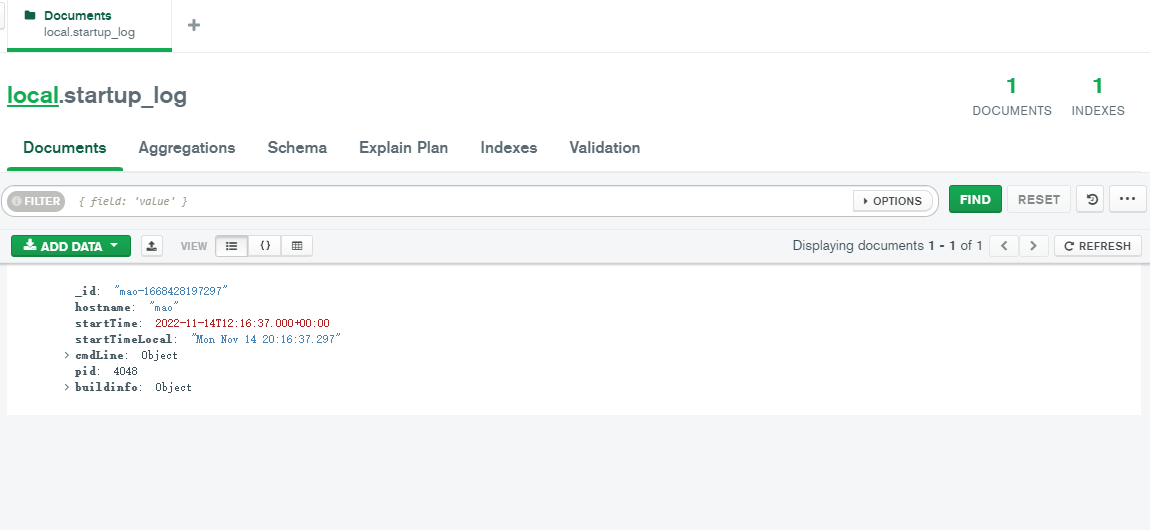 Documents
local.startup_log
local.startup_log
1
DOCUMENTS
1
INDEXES
Documents Aggregations Schema Explain Plan Indexes Validation
FILTER { field: 'value' } OPTIONS FIND RESET
ADD DATA VIEW {} Displaying documents 1 - 1 of 1 REFRESH
_id: "mao-1668428197297"
hostname: "mao"
startTime: 2022-11-14T12:16:37.000+00:00
startTimeLocal: "Mon Nov 14 20:16:37.297"
cmdLine: Object
pid: 4048
buildinfo: Object